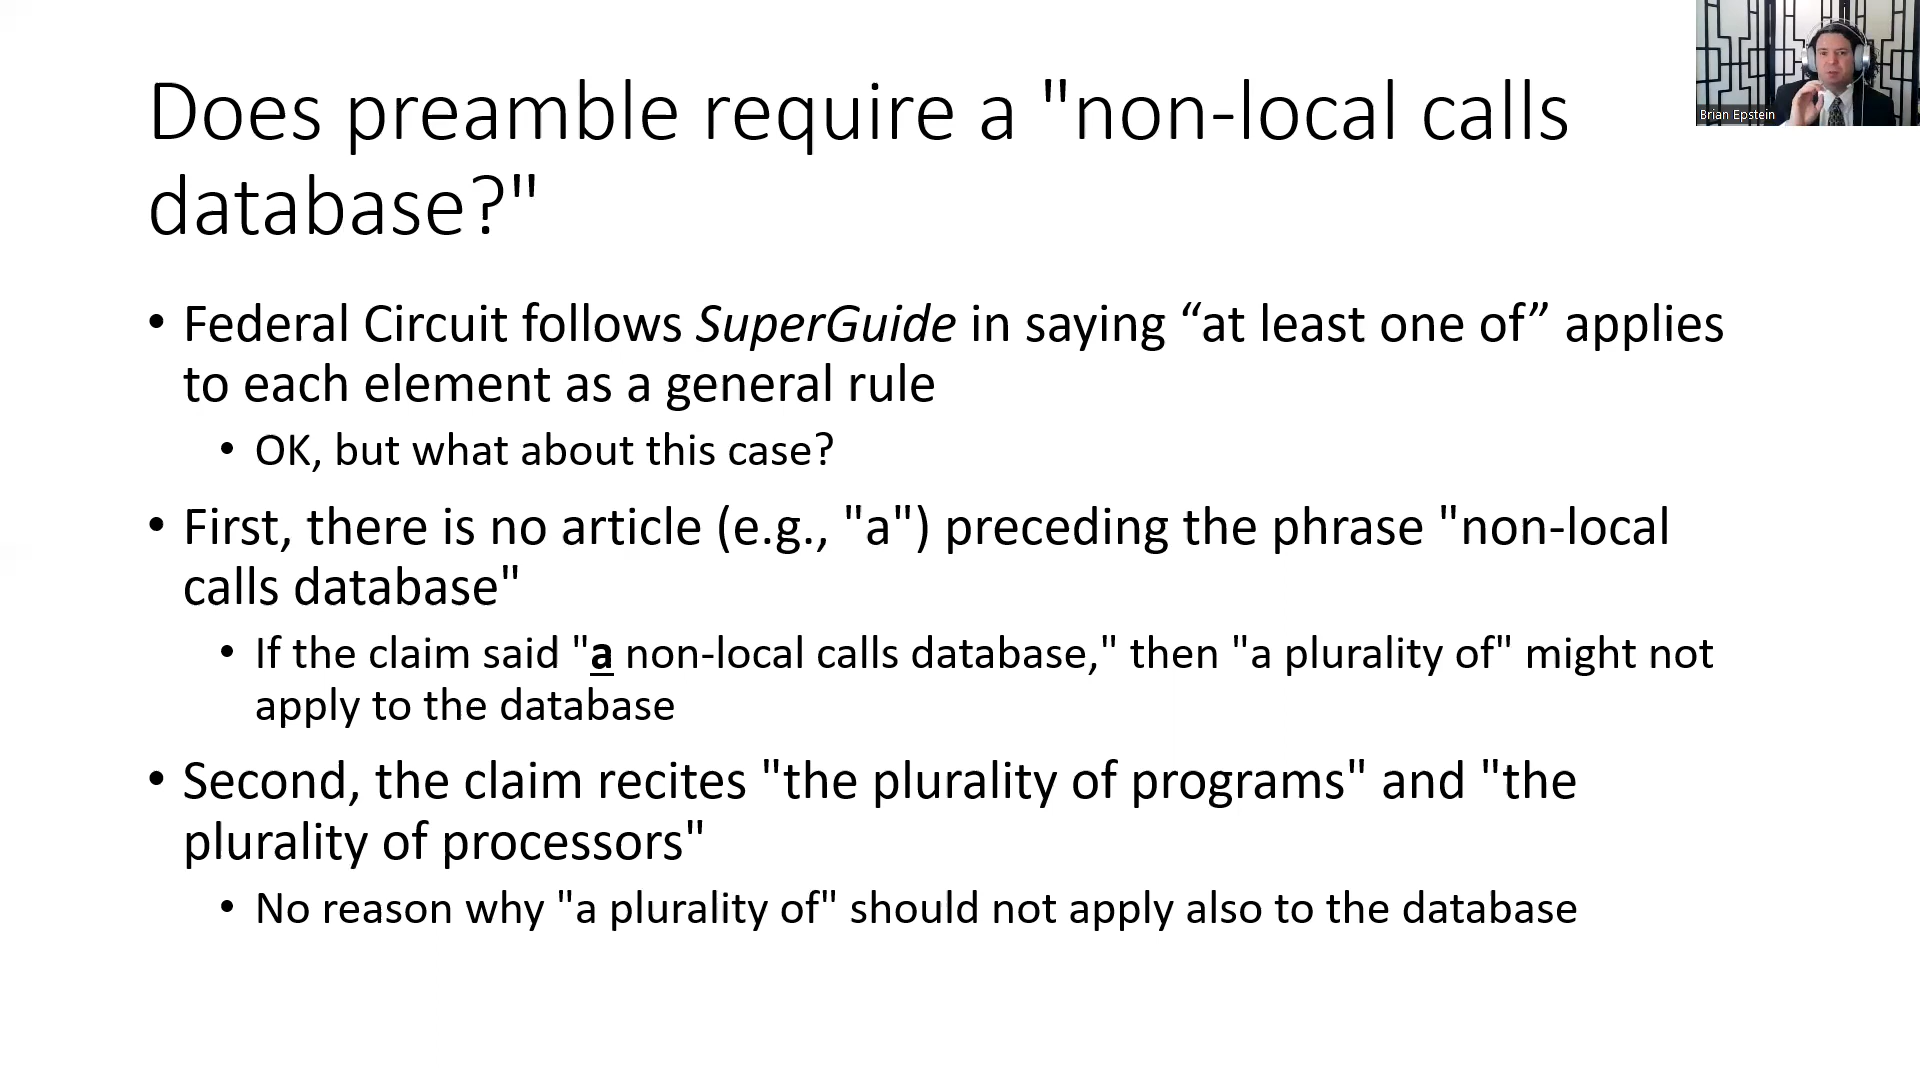 Does preamble require a "non-local calls
database?"
Brian Epstein
• Federal Circuit follows SuperGuide in saying “at least one of” applies
to each element as a general rule
• OK, but what about this case?
• First, there is no article (e.g., "a") preceding the phrase "non-local
calls database"
• If the claim said "a non-local calls database," then "a plurality of" might not
apply to the database
• Second, the claim recites "the plurality of programs" and "the
plurality of processors"
• No reason why "a plurality of" should not apply also to the database